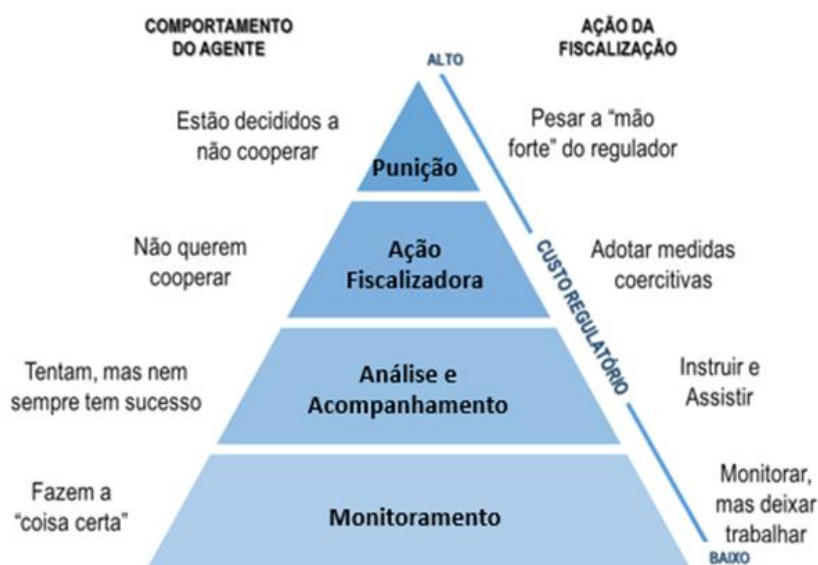 COMPORTAMENTO
DO AGENTE
AÇÃO DA
FISCALIZAÇÃO
ALTO
Estão decididos a
não cooperar
Punição
Pesar a “mão
forte” do regulador
Não querem
cooperar
Ação
Fiscalizadora
CUSTO REGULATÓRIO
Adotar medidas
coercitivas
Tentam, mas nem
sempre tem sucesso
Análise e
Acompanhamento
Instruir e
Assistir
Fazem a
“coisa certa”
Monitoramento
Monitorar,
mas deixar
trabalhar
BAIXO